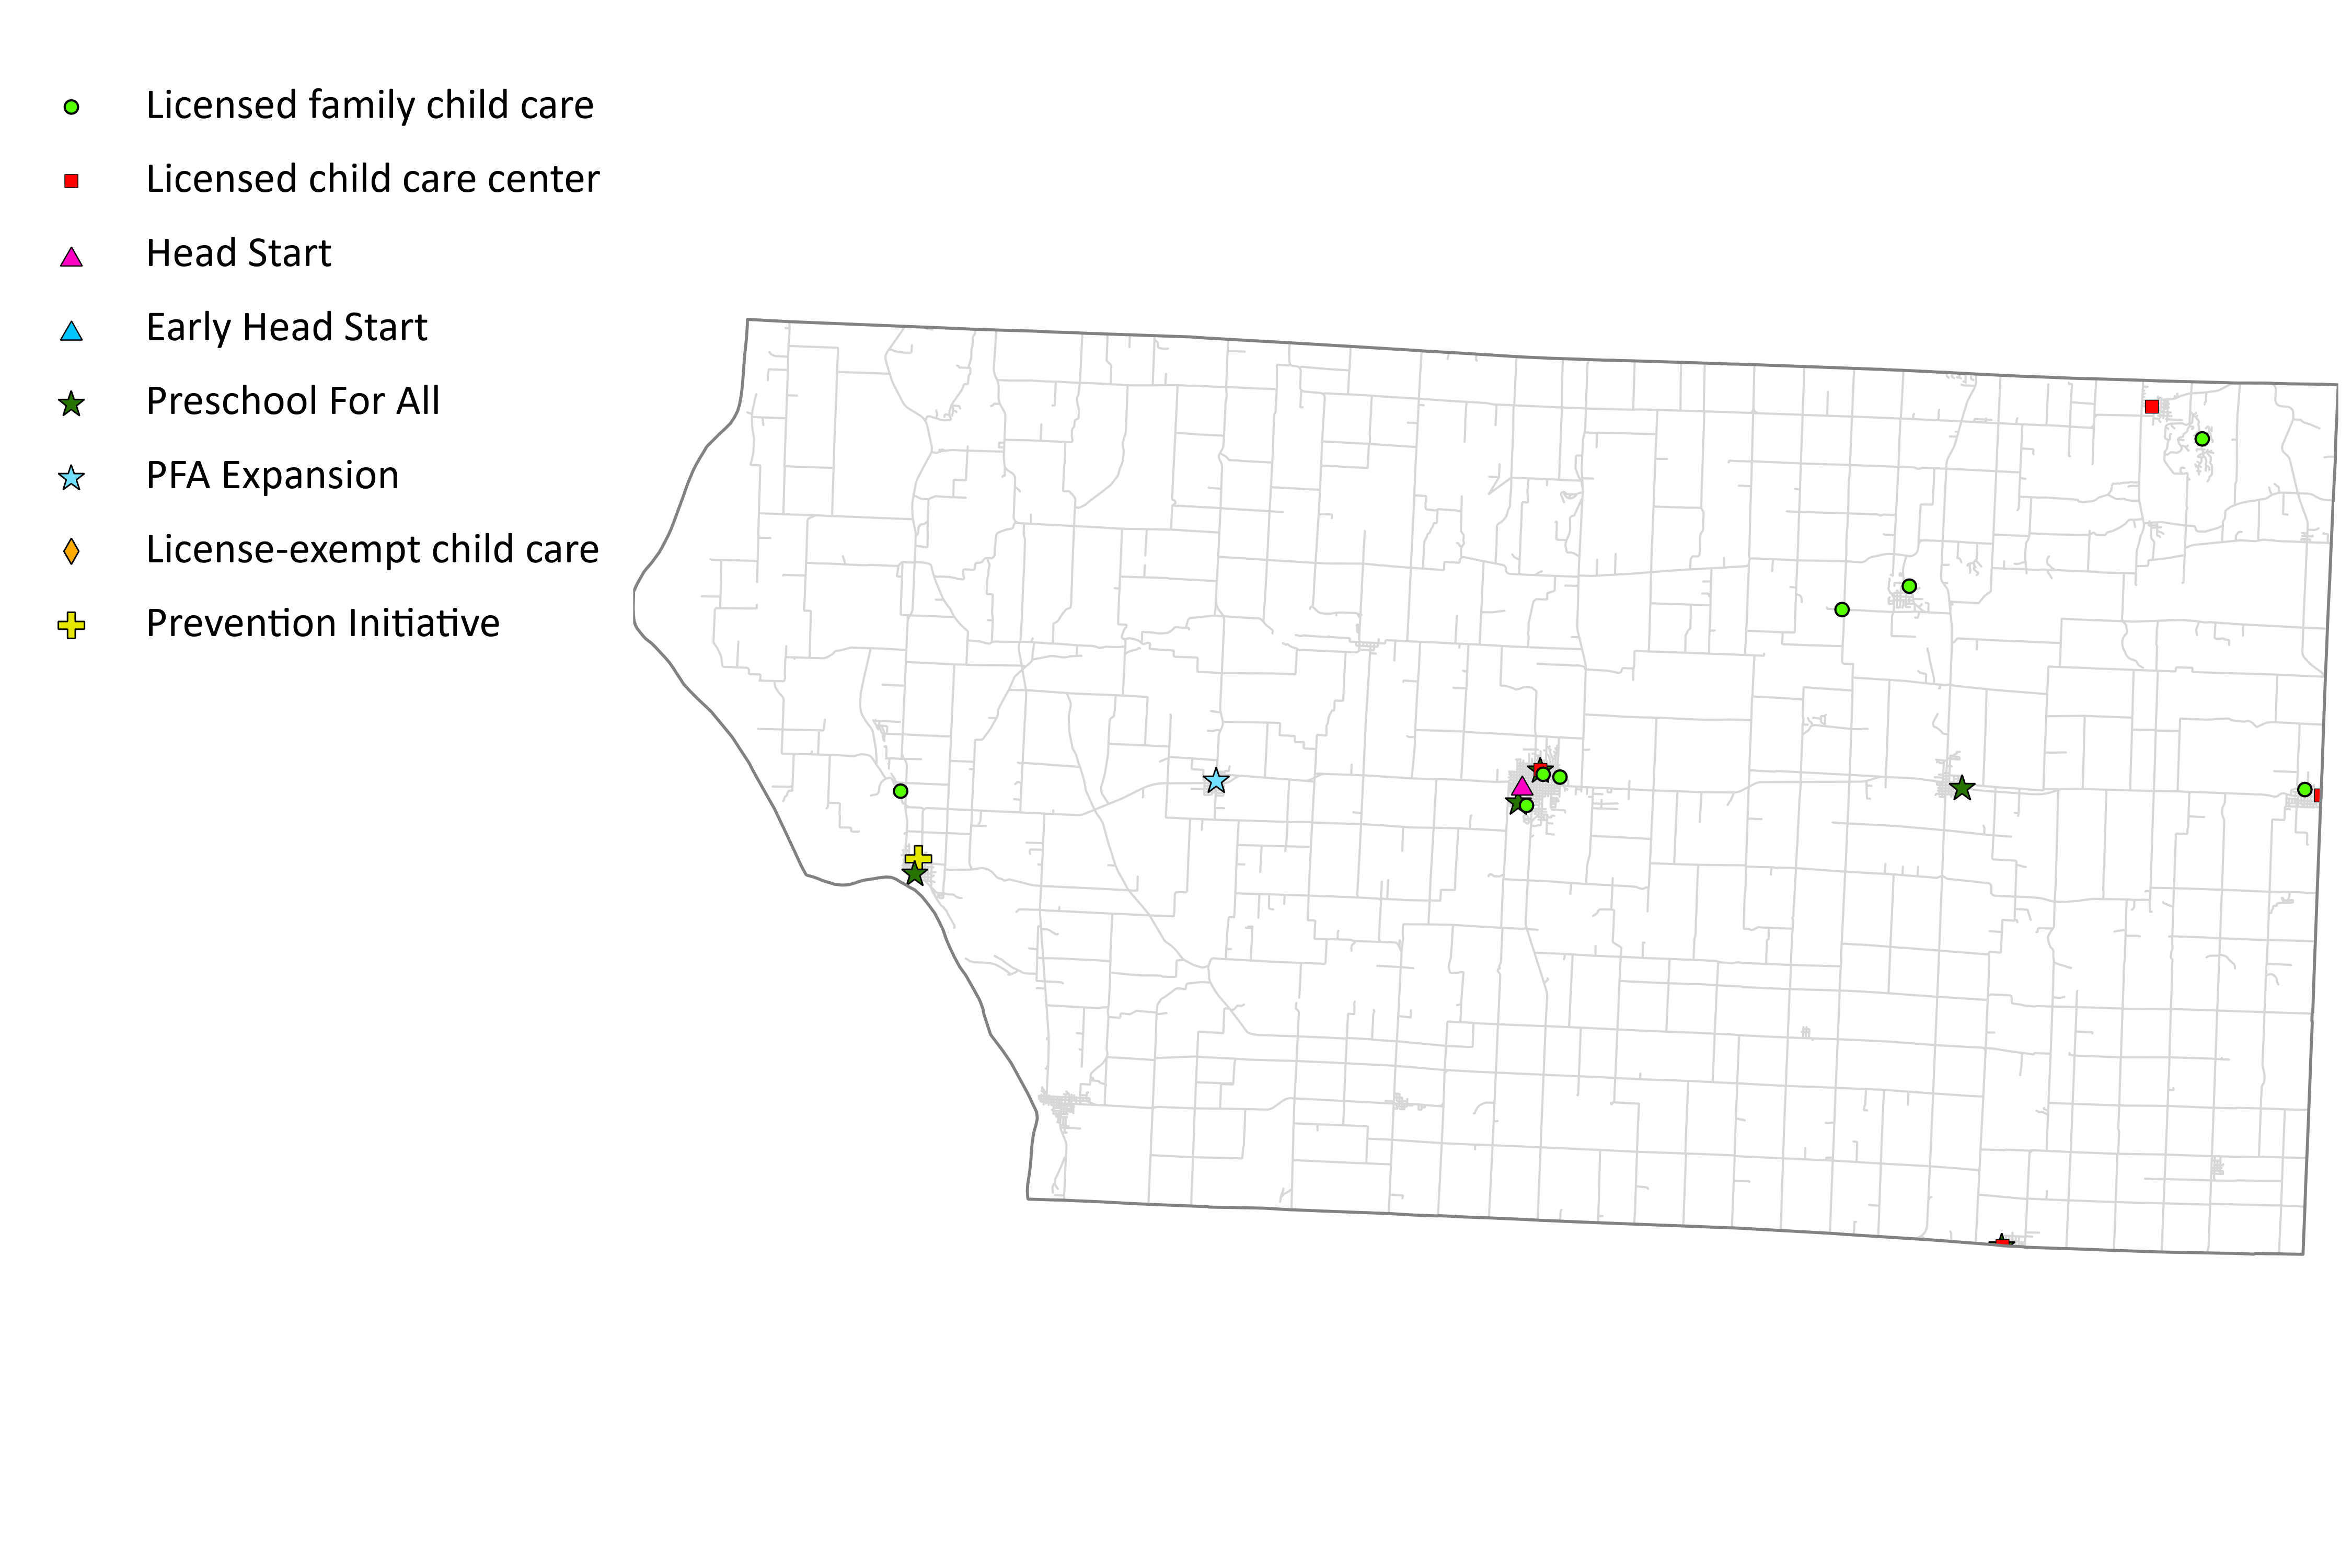 Licensed family child care
Licensed child care center
Head Start
Early Head Start
Preschool For All
PFA Expansion
License-exempt child care
Prevention Initiative